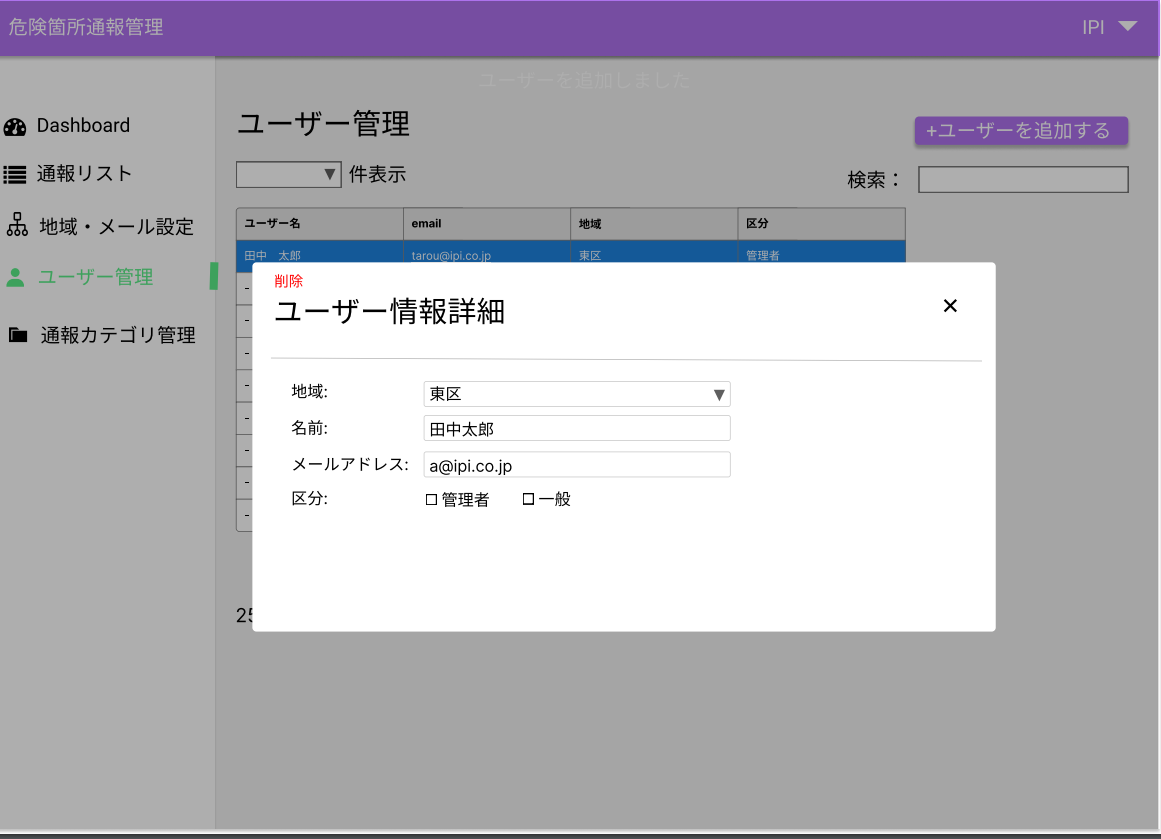 危険箇所通報管理
IPI
ユーザーを追加しました
Dashboard
通報リスト
地域・メール設定
ユーザー管理
通報カテゴリ管理
ユーザー管理
+ユーザーを追加する
件表示
検索：
ユーザー名 email 地域 区分
田中　太郎 tarou@ipi.co.jp 東区 管理者
-
-
-
-
-
-
-
-
削除
ユーザー情報詳細
×
地域: 東区
名前: 田中太郎
メールアドレス: a@ipi.co.jp
区分: 管理者 一般